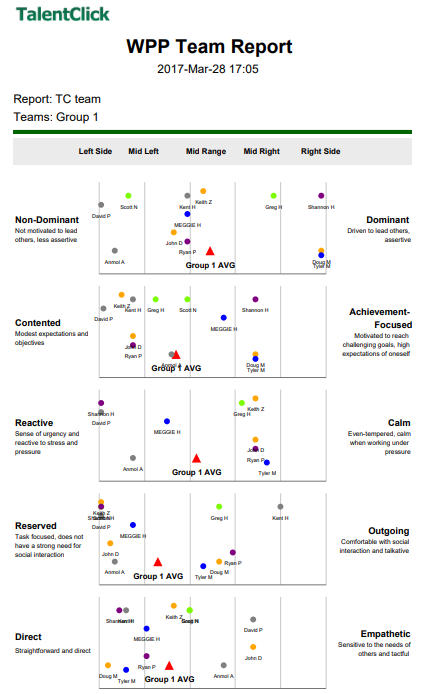 TalentClick
WPP Team Report
2017-Mar-28 17:05
Report: TC team
Teams: Group 1
Left Side Mid Left Mid Range Mid Right Right Side
Non-Dominant
Not motivated to lead
others, less assertive
David P
Scott N
Kent H
Keith Z
MEGGIE H
John D
Ryan P
Anmol A
Group 1 AVG
Greg H
Shannon H
Doug M
Tyler M
Dominant
Driven to lead others,
assertive
Contented
Modest expectations and
objectives
David P
Keith Z
Kent H
Greg H
Scott N
MEGGIE H
Shannon H
John D
Ryan P
Anmol A
Group 1 AVG
Doug M
Tyler M
Achievement-
Focused
Motivated to reach
challenging goals, high
expectations of oneself
Reactive
Sense of urgency and
reactive to stress and
pressure
Shannon H
David P
MEGGIE H
Anmol A
Group 1 AVG
Greg H
Keith Z
John D
Ryan P
Tyler M
Calm
Even-tempered, calm
when working under
pressure
Reserved
Task focused, does not
have a strong need for
social interaction
Keith Z
David P
MEGGIE H
John D
Anmol A
Group 1 AVG
Greg H
Kent H
Ryan P
Doug M
Tyler M
Outgoing
Comfortable with social
interaction and talkative
Direct
Straightforward and direct
Shannon H
Kent H
Keith Z
MEGGIE H
Ryan P
Doug M
Tyler M
Group 1 AVG
David P
John D
Anmol A
Empathetic
Sensitive to the needs of
others and tactful